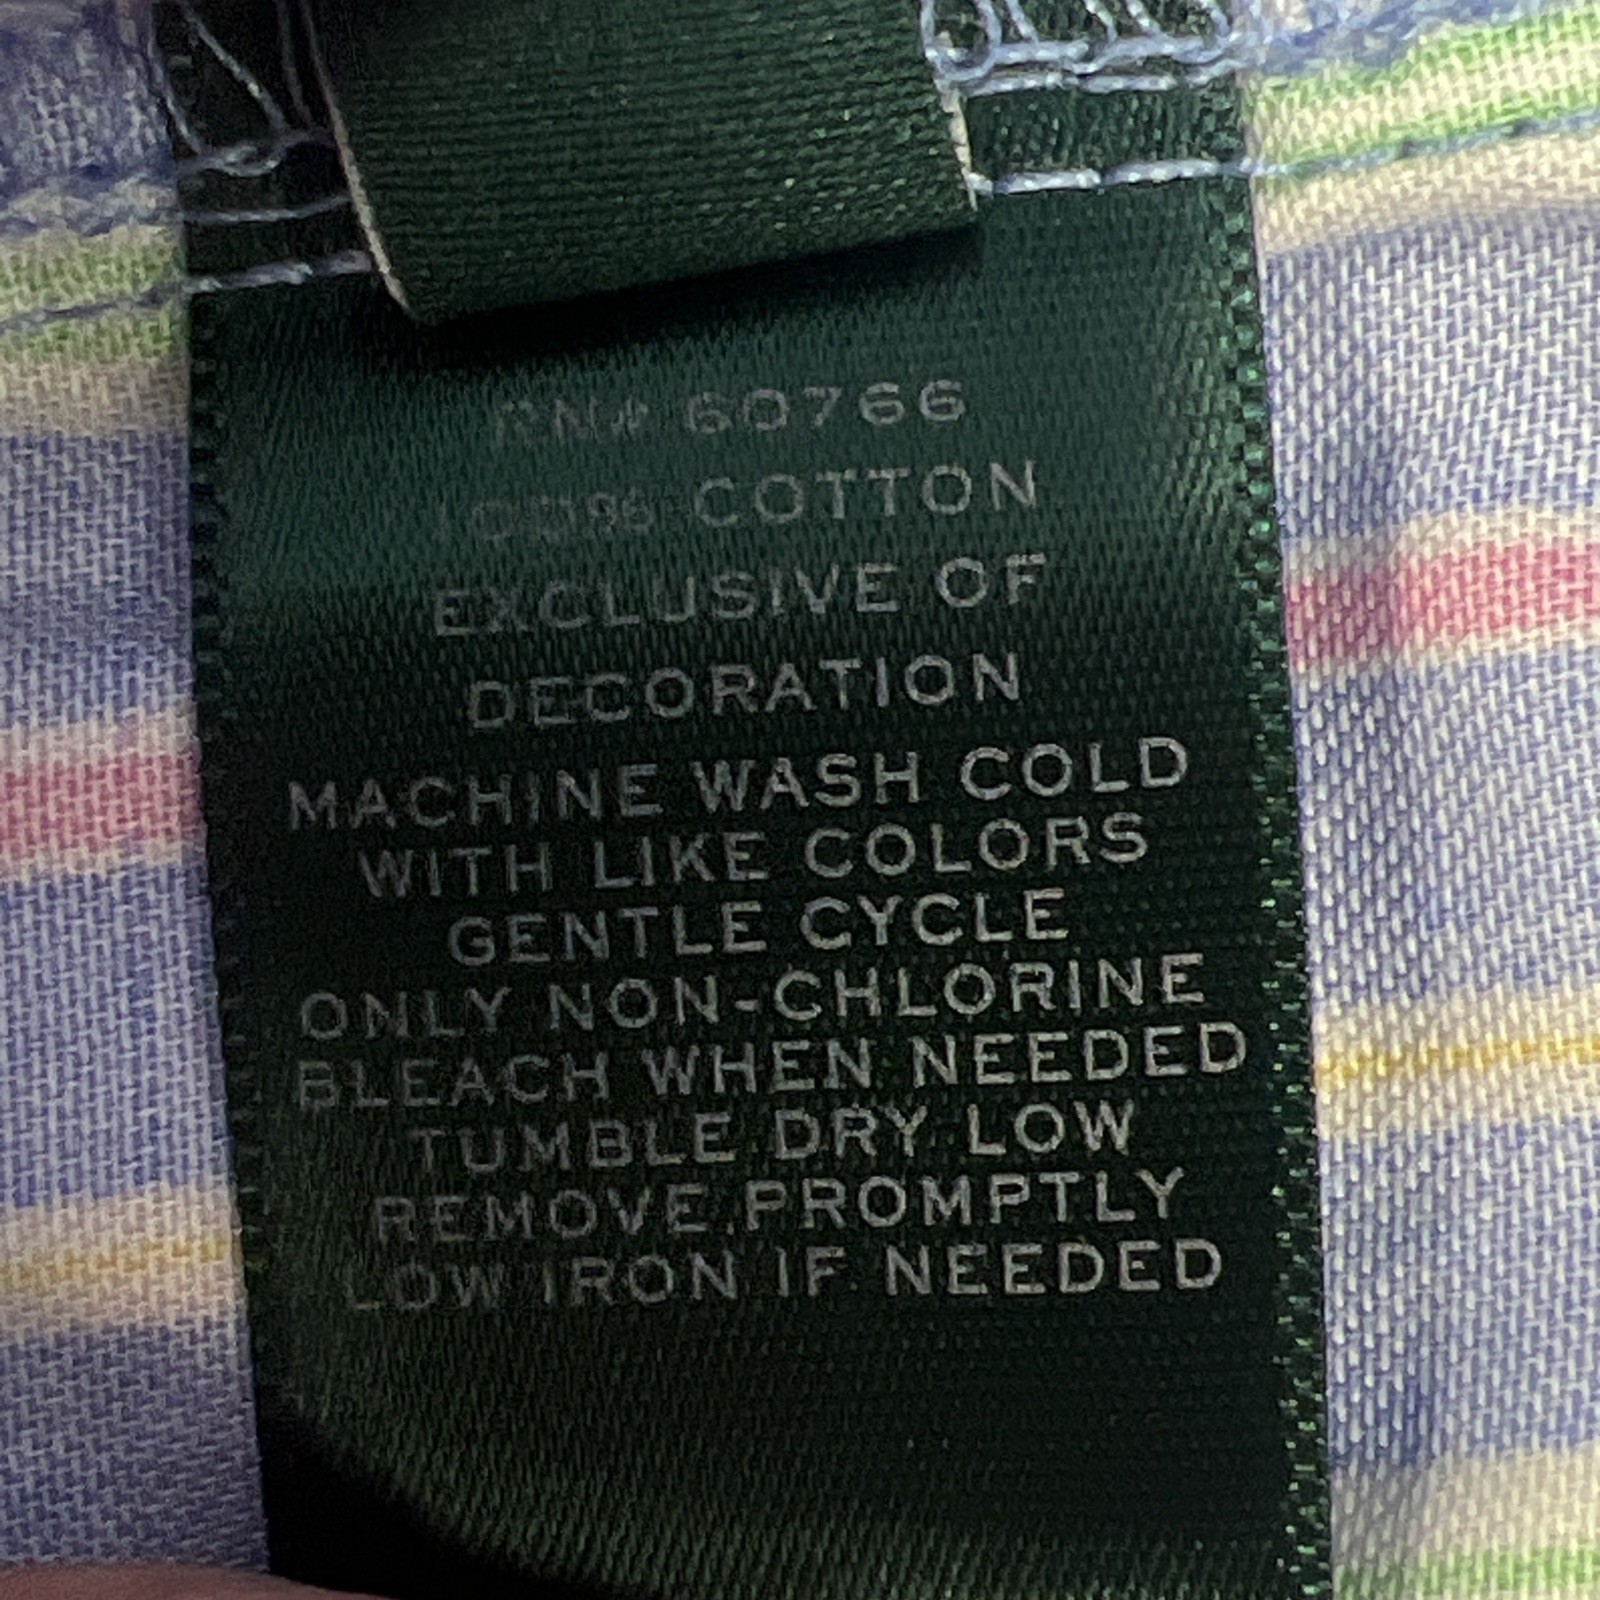 RN# 60766
100% COTTON
EXCLUSIVE OF
DECORATION
MACHINE WASH COLD
WITH LIKE COLORS
GENTLE CYCLE
ONLY NON-CHLORINE
BLEACH WHEN NEEDED
TUMBLE DRY LOW
REMOVE PROMPTLY
LOW IRON IF NEEDED